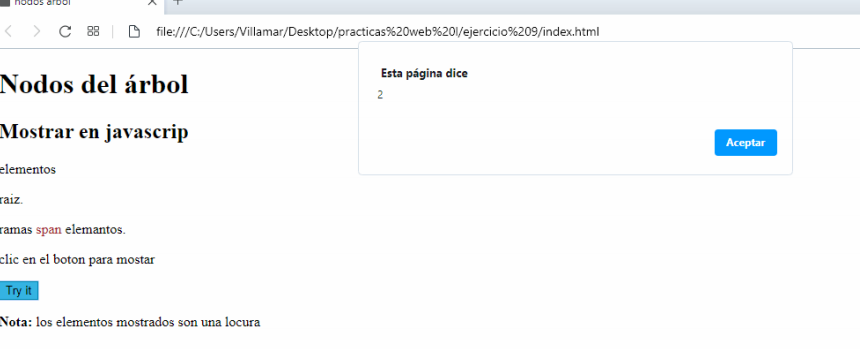 nodos arbol
file:///C:/Users/Villamar/Desktop/practicas%20web%20I/ejercicio%209/index.html
Esta página dice
2
Aceptar
Nodos del árbol
Mostrar en javascrip
elementos
raiz.
ramas span elemantos.
clic en el boton para mostar
Try it
Nota: los elementos mostrados son una locura